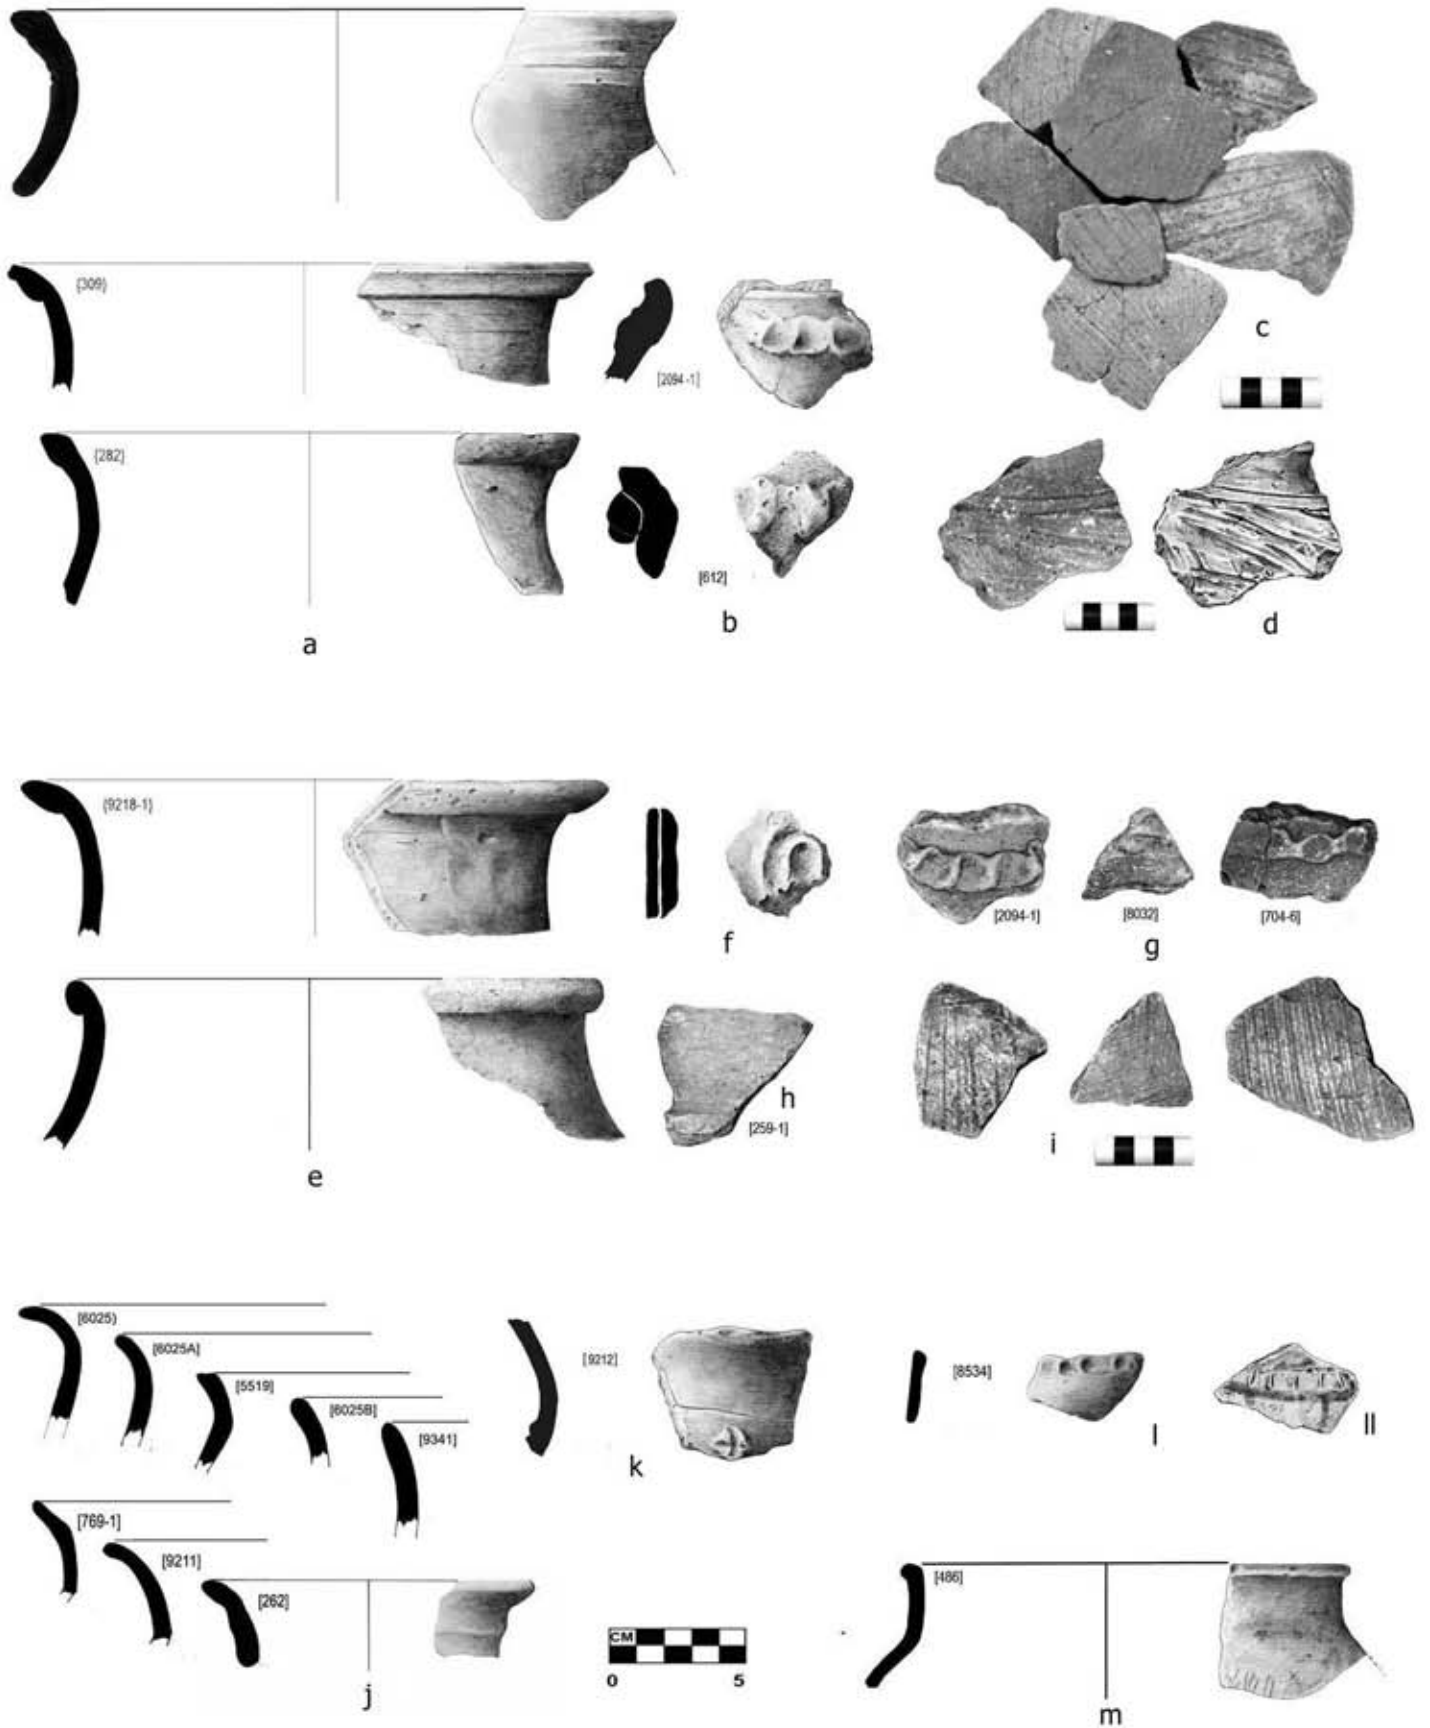 {309)
[2094-1]
{282]
[612]
a
b
c
d
(9218-1)
f
[2094-1]
[8032]
[704-6]
g
e
h
[259-1]
i
[6025)
[6025A]
[5519]
[6025B]
[9341]
[9212]
k
[8534]
l
ll
[769-1]
[9211]
[262]
j
CM
0 5
[486]
m